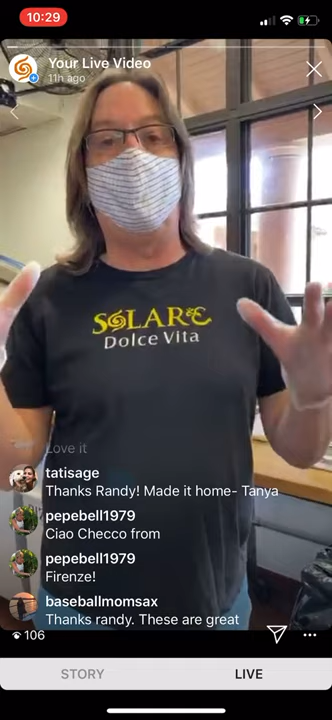 10:29
Your Live Video
11h ago
SOLARE
Dolce Vita
Love it
tatisage
Thanks Randy! Made it home- Tanya
pepebell1979
Ciao Checco from
pepebell1979
Firenze!
baseballmomsax
Thanks randy. These are great
106
STORY
LIVE